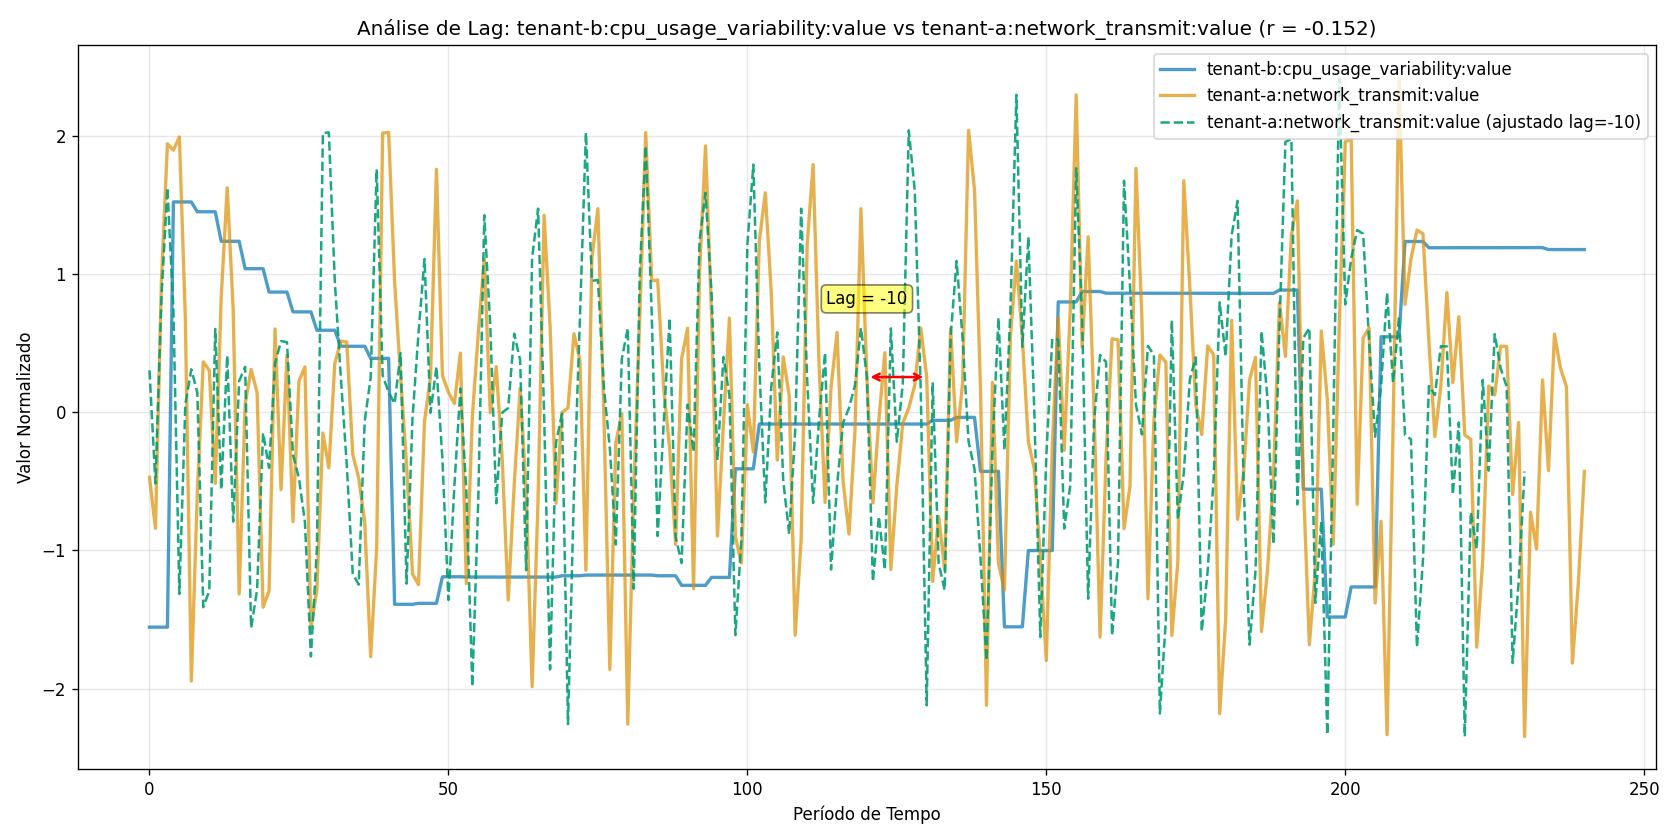 Análise de Lag: tenant-b:cpu_usage_variability:value vs tenant-a:network_transmit:value (r = -0.152)
tenant-b:cpu_usage_variability:value
tenant-a:network_transmit:value
tenant-a:network_transmit:value (ajustado lag=-10)
Valor Normalizado
2
1
0
−1
−2
Lag = -10
0
50
100
150
200
250
Período de Tempo